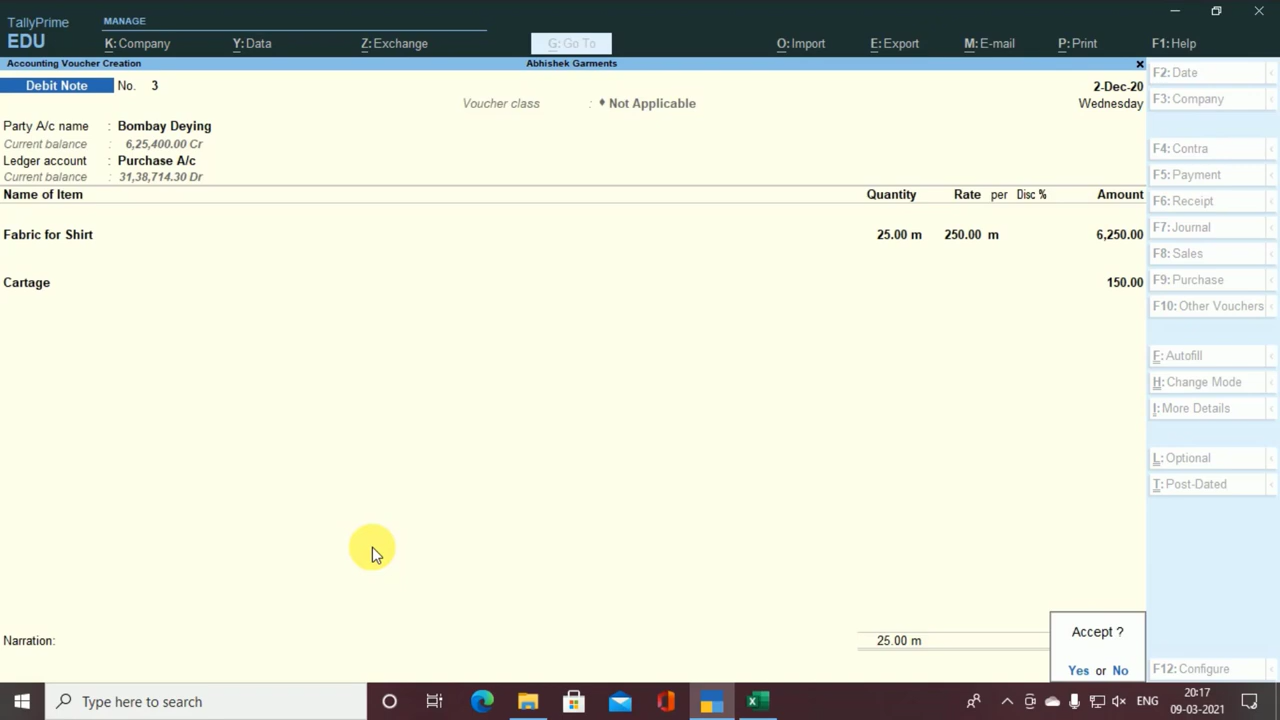 TallyPrime
EDU
MANAGE
K: Company
Y: Data
Z: Exchange
G: Go To
O: Import
E: Export
M: E-mail
P: Print
F1: Help
Accounting Voucher Creation
Abhishek Garments
Debit Note No. 3
2-Dec-20
Voucher class : ♦ Not Applicable
Wednesday
Party A/c name : Bombay Deying
Current balance : 6,25,400.00 Cr
Ledger account : Purchase A/c
Current balance : 31,38,714.30 Dr
Name of Item Quantity Rate per Disc % Amount
Fabric for Shirt 25.00 m 250.00 m 6,250.00
Cartage 150.00
Narration:
25.00 m
Accept ?
Yes or No
F2: Date
F3: Company
F4: Contra
F5: Payment
F6: Receipt
F7: Journal
F8: Sales
F9: Purchase
F10: Other Vouchers
F: Autofill
H: Change Mode
I: More Details
L: Optional
T: Post-Dated
F12: Configure
Type here to search
ENG
20:17
09-03-2021